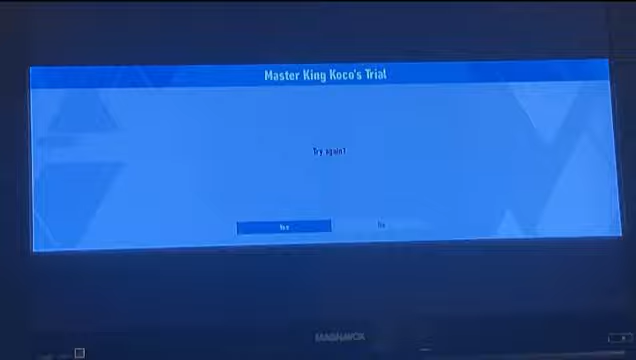 Master King Koco's Trial
Try again?
Yes
No
MAGNAVOX